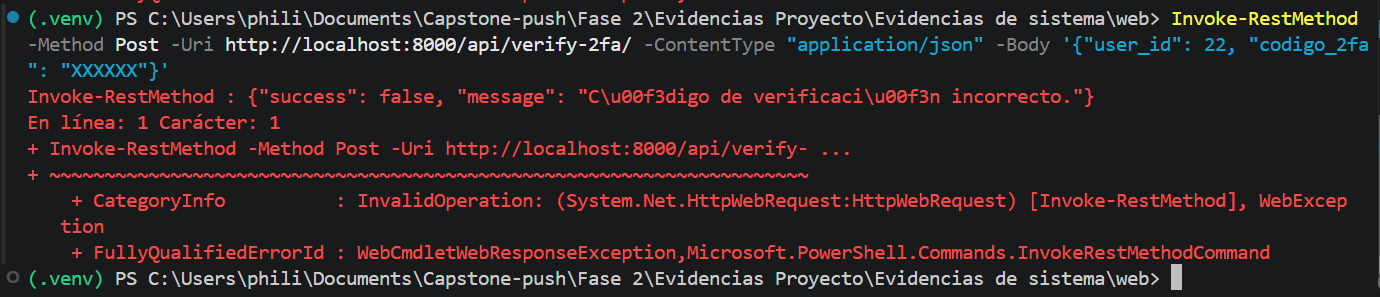 (.venv) PS C:\Users\phili\Documents\Capstone-push\Fase 2\Evidencias Proyecto\Evidencias de sistema\web> Invoke-RestMethod
-Method Post -Uri http://localhost:8000/api/verify-2fa/ -ContentType "application/json" -Body '{"user_id": 22, "codigo_2fa
": "XXXXXX"}'
Invoke-RestMethod : {"success": false, "message": "C\u00f3digo de verificaci\u00f3n incorrecto."}
En línea: 1 Carácter: 1
+ Invoke-RestMethod -Method Post -Uri http://localhost:8000/api/verify- ...
+ ~~~~~~~~~~~~~~~~~~~~~~~~~~~~~~~~~~~~~~~~~~~~~~~~~~~~~~~~~~~~~~~~~~~~~
+ CategoryInfo : InvalidOperation: (System.Net.HttpWebRequest:HttpWebRequest) [Invoke-RestMethod], WebExcep
tion
+ FullyQualifiedErrorId : WebCmdletWebResponseException,Microsoft.PowerShell.Commands.InvokeRestMethodCommand
(.venv) PS C:\Users\phili\Documents\Capstone-push\Fase 2\Evidencias Proyecto\Evidencias de sistema\web>